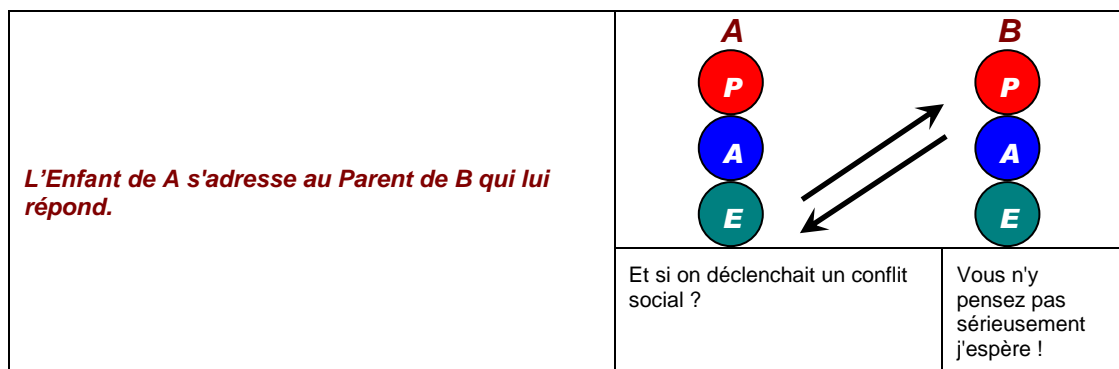 L'Enfant de A s'adresse au Parent de B qui lui
répond.
A B
P P
A A
E E
Et si on déclenchait un conflit
social ?
Vous n'y
pensez pas
sérieusement
j'espère !